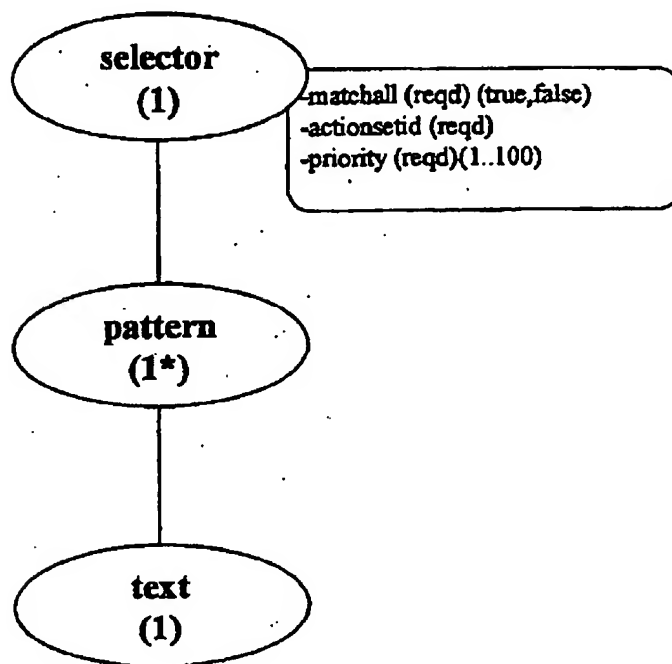 selector
(1)
-matchall (reqd) (true,false)
-actionsetid (reqd)
-priority (reqd)(1..100)
pattern
(1*)
text
(1)